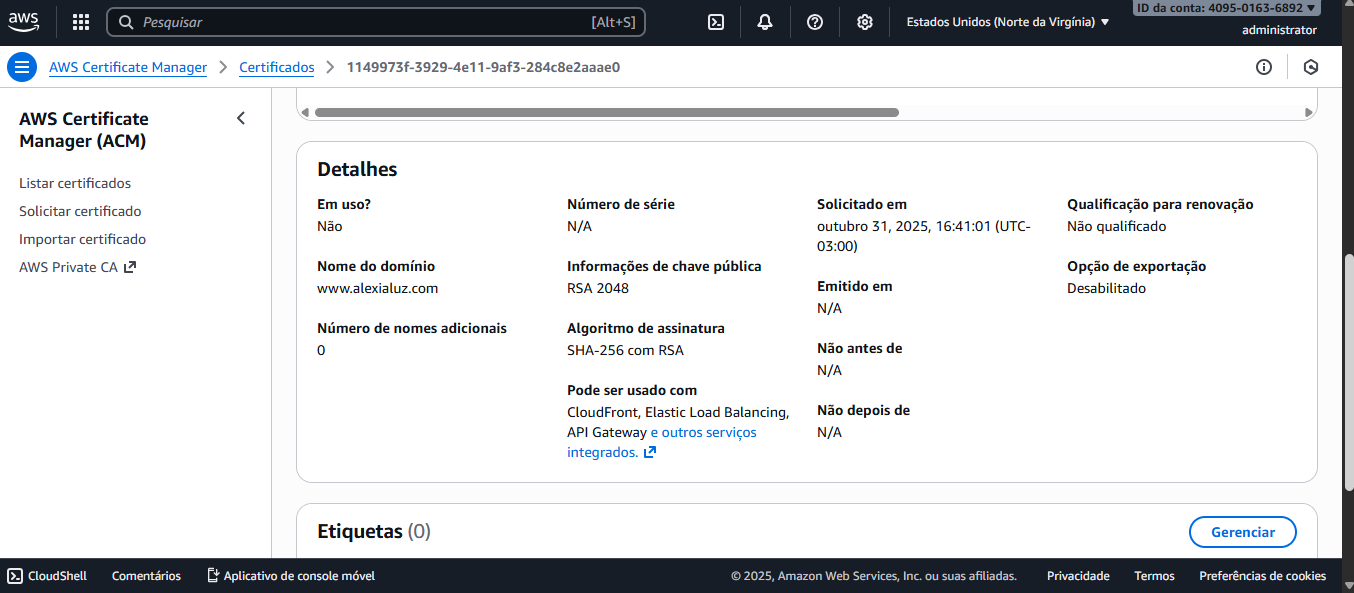 aws
Pesquisar
[Alt+S]
Estados Unidos (Norte da Virgínia) ▼
ID da conta: 4095-0163-6892 ▼
administrator
AWS Certificate Manager
Certificados
1149973f-3929-4e11-9af3-284c8e2aaae0
AWS Certificate
Manager (ACM)
Listar certificados
Solicitar certificado
Importar certificado
AWS Private CA
Detalhes
Em uso?
Não
Nome do domínio
www.alexialuz.com
Número de nomes adicionais
0
Número de série
N/A
Informações de chave pública
RSA 2048
Algoritmo de assinatura
SHA-256 com RSA
Pode ser usado com
CloudFront, Elastic Load Balancing,
API Gateway e outros serviços
integrados.
Solicitado em
outubro 31, 2025, 16:41:01 (UTC-
03:00)
Emitido em
N/A
Não antes de
N/A
Não depois de
N/A
Qualificação para renovação
Não qualificado
Opção de exportação
Desabilitado
Etiquetas (0)
Gerenciar
CloudShell
Comentários
Aplicativo de console móvel
© 2025, Amazon Web Services, Inc. ou suas afiliadas.
Privacidade
Termos
Preferências de cookies